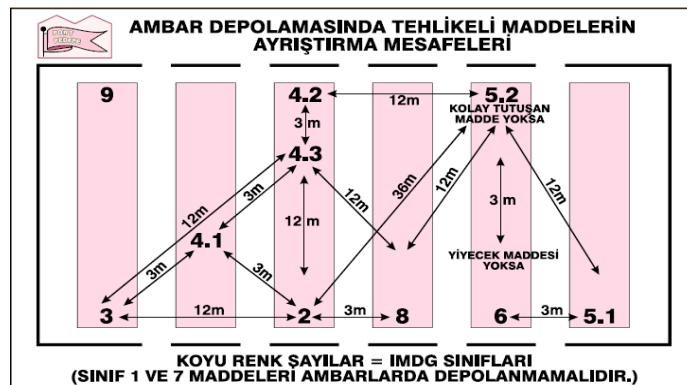 AMBAR DEPOLAMASINDA TEHLİKELİ MADDELERİN
AYRIŞTIRMA MESAFELERİ
9
4.2
12m
5.2
KOLAY TUTUŞAN
MADDE YOKSA
3 m
4.3
3m
12m
12m
36m
12m
12m
3 m
12 m
4.1
3m
3m
YİYECEK MADDESİ
YOKSA
3
12m
2
3m
8
6
3m
5.1
KOYU RENK ŞAYILAR = IMDG SINIFLARI
(SINIF 1 VE 7 MADDELERİ AMBARLARDA DEPOLANMAMALIDIR.)